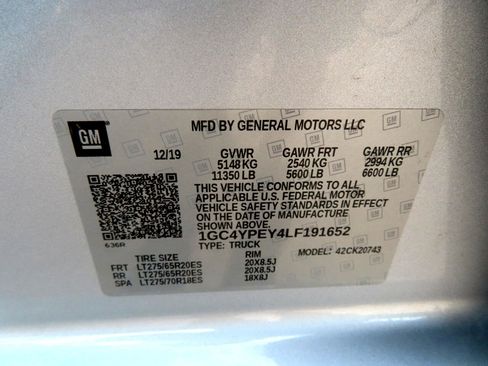 GM
MFD BY GENERAL MOTORS LLC
12/19 GVWR GAWR FRT GAWR RR
5148 KG 2540 KG 2994 KG
11350 LB 5600 LB 6600 LB
THIS VEHICLE CONFORMS TO ALL
APPLICABLE U.S. FEDERAL MOTOR
VEHICLE SAFETY STANDARDS IN
EFFECT ON THE DATE OF MANUFACTURE
SHOWN ABOVE.
1GC4YPEY4LF191652
636R TYPE: TRUCK MODEL: 42CK20743
TIRE SIZE RIM
FRT LT275/65R20ES 20X8.5J
RR LT275/65R20ES 20X8.5J
SPA LT275/70R18ES 18X8J